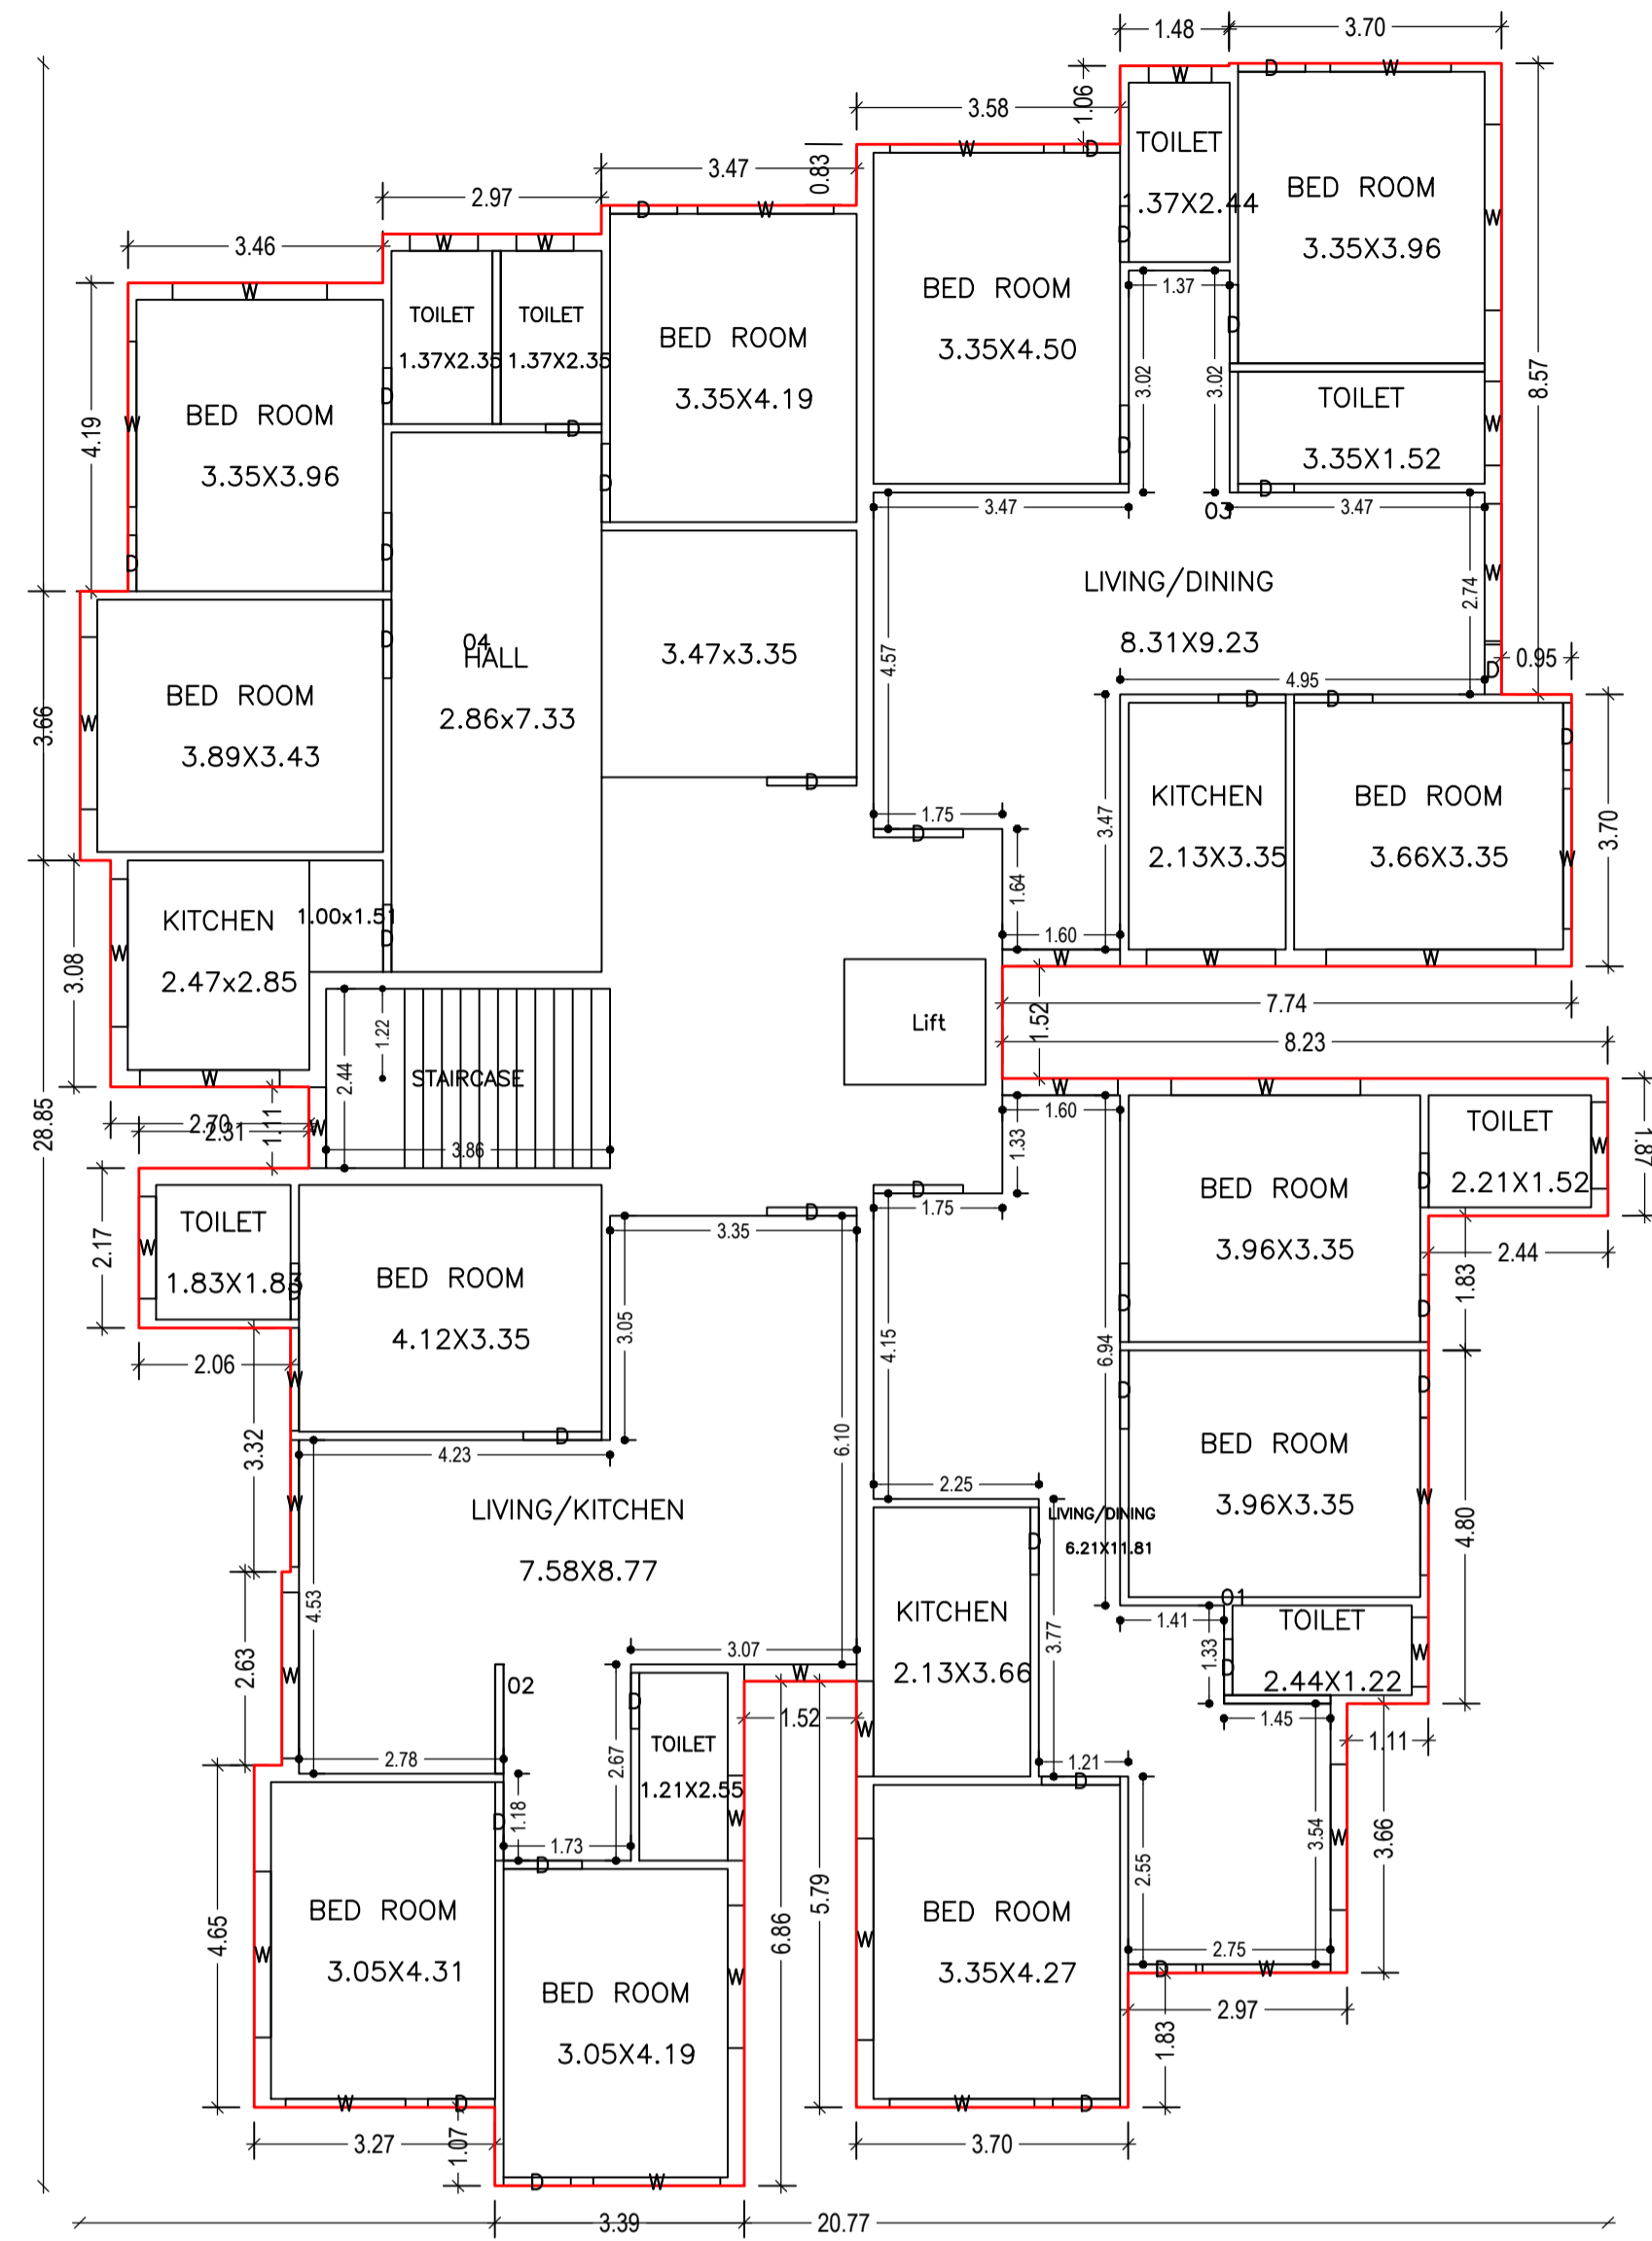 1.48
3.70
1.06
3.58
W
D
W
TOILET
1.37X2.44
BED ROOM
3.35X3.96
W
D
W
D
0.83
3.47
2.97
D
W
BED ROOM
3.35X4.50
1.37
D
3.02
3.02
TOILET
3.35X1.52
W
D
D
8.57
3.46
W
W
W
TOILET
1.37X2.35
TOILET
1.37X2.35
BED ROOM
3.35X4.19
4.19
W
BED ROOM
3.35X3.96
D
D
D
D
D
3.47
03
3.47
LIVING/DINING
8.31X9.23
W
2.74
4.57
D
0.95
4.95
04
HALL
2.86x7.33
3.47x3.35
D
D
BED ROOM
3.89X3.43
W
3.66
D
D
D
KITCHEN
2.13X3.35
BED ROOM
3.66X3.35
W
3.70
3.47
1.75
D
1.64
1.60
W
W
W
KITCHEN
2.47x2.85
1.00x1.51
D
W
3.08
W
28.85
Lift
7.74
1.52
8.23
2.44
1.22
STAIRCASE
3.86
W
2.70
2.31
1.11
W
W
1.60
1.33
TOILET
2.21X1.52
W
1.87
D
BED ROOM
3.96X3.35
D
D
2.44
1.83
D
1.75
D
3.35
TOILET
1.83X1.83
W
D
2.17
BED ROOM
4.12X3.35
3.05
2.06
W
D
4.23
3.32
W
6.10
4.15
6.94
D
D
BED ROOM
3.96X3.35
W
4.80
2.25
LIVING/DINING
6.21X11.81
LIVING/KITCHEN
7.58X8.77
4.53
D
KITCHEN
2.13X3.66
3.77
01
1.41
1.33
TOILET
2.44X1.22
D
W
1.45
1.11
2.63
W
02
3.07
W
D
1.52
W
TOILET
1.21X2.55
W
2.67
2.78
D
1.18
1.73
D
1.21
D
2.55
3.54
W
3.66
BED ROOM
3.05X4.31
W
4.65
W
D
BED ROOM
3.05X4.19
W
6.86
5.79
W
BED ROOM
3.35X4.27
2.75
D
W
2.97
1.83
W
D
3.27
1.07
D
W
3.70
3.39
20.77